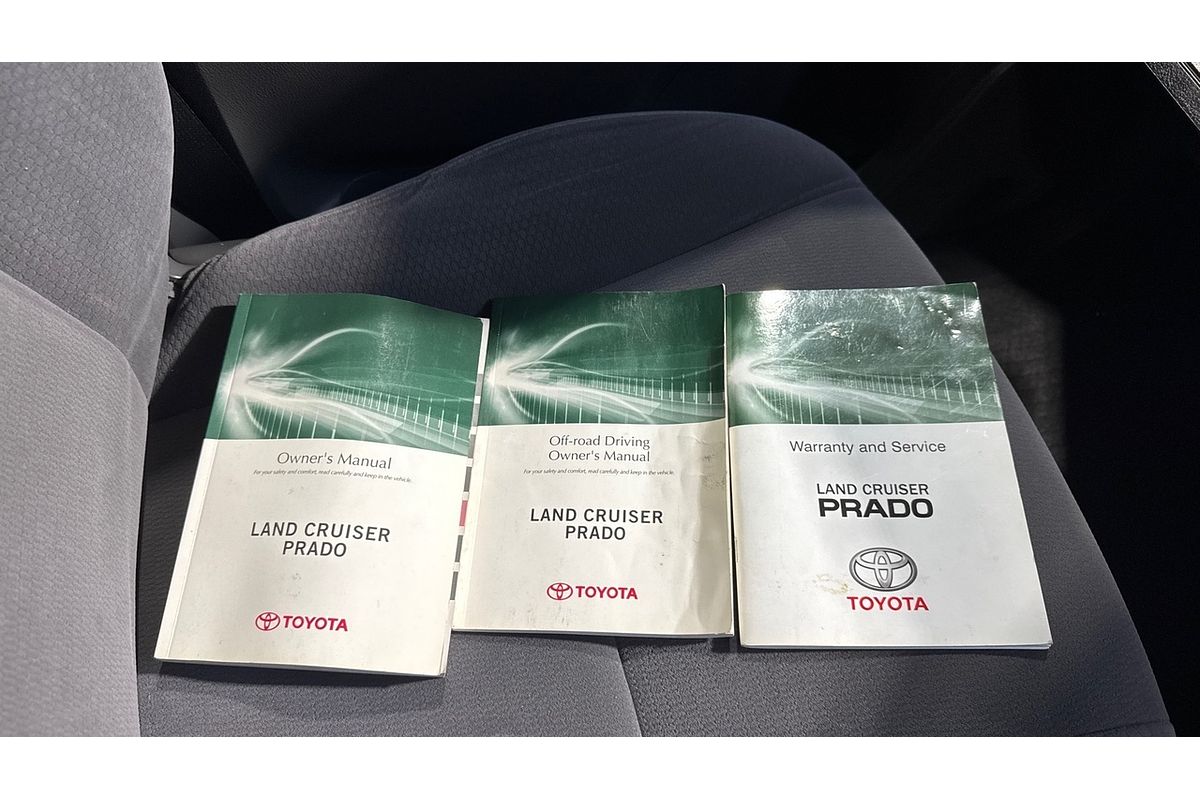 Owner's Manual
For your safety and comfort, read carefully and keep in the vehicle.
LAND CRUISER
PRADO
TOYOTA
Off-road Driving
Owner's Manual
For your safety and comfort, read carefully and keep in the vehicle.
LAND CRUISER
PRADO
TOYOTA
Warranty and Service
LAND CRUISER
PRADO
TOYOTA